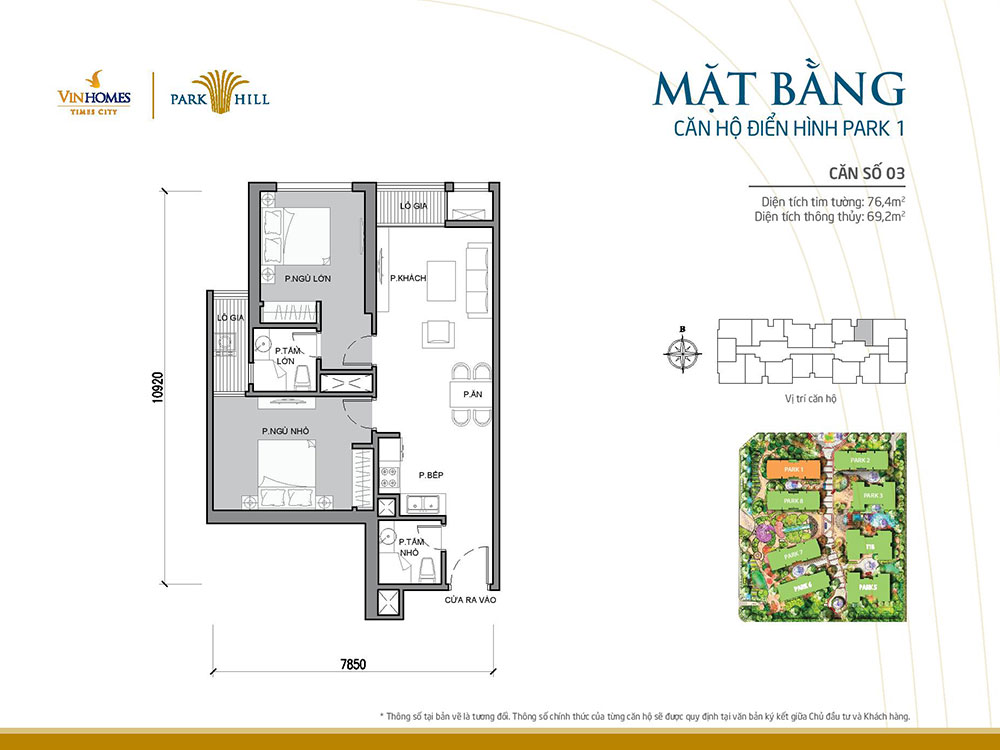 VINHOMES
TIMES CITY
PARK HILL
MẶT BẰNG
CĂN HỘ ĐIỂN HÌNH PARK 1
CĂN SỐ 03
Diện tích tim tường: 76,4m²
Diện tích thông thủy: 69,2m²
LÔ GIA
P.NGỦ LỚN
P.KHÁCH
LÔ GIA
P.TẮM
LỚN
P.ĂN
P.NGỦ NHỎ
P.BẾP
P.TẮM
NHỎ
CỬA RA VÀO
10920
7850
B
Vị trí căn hộ
PARK 1
PARK 2
PARK 3
PARK 8
T18
PARK 7
PARK 6
PARK 5
* Thông số tại bản vẽ là tương đối. Thông số chính thức của từng căn hộ sẽ được quy định tại văn bản ký kết giữa Chủ đầu tư và Khách hàng.